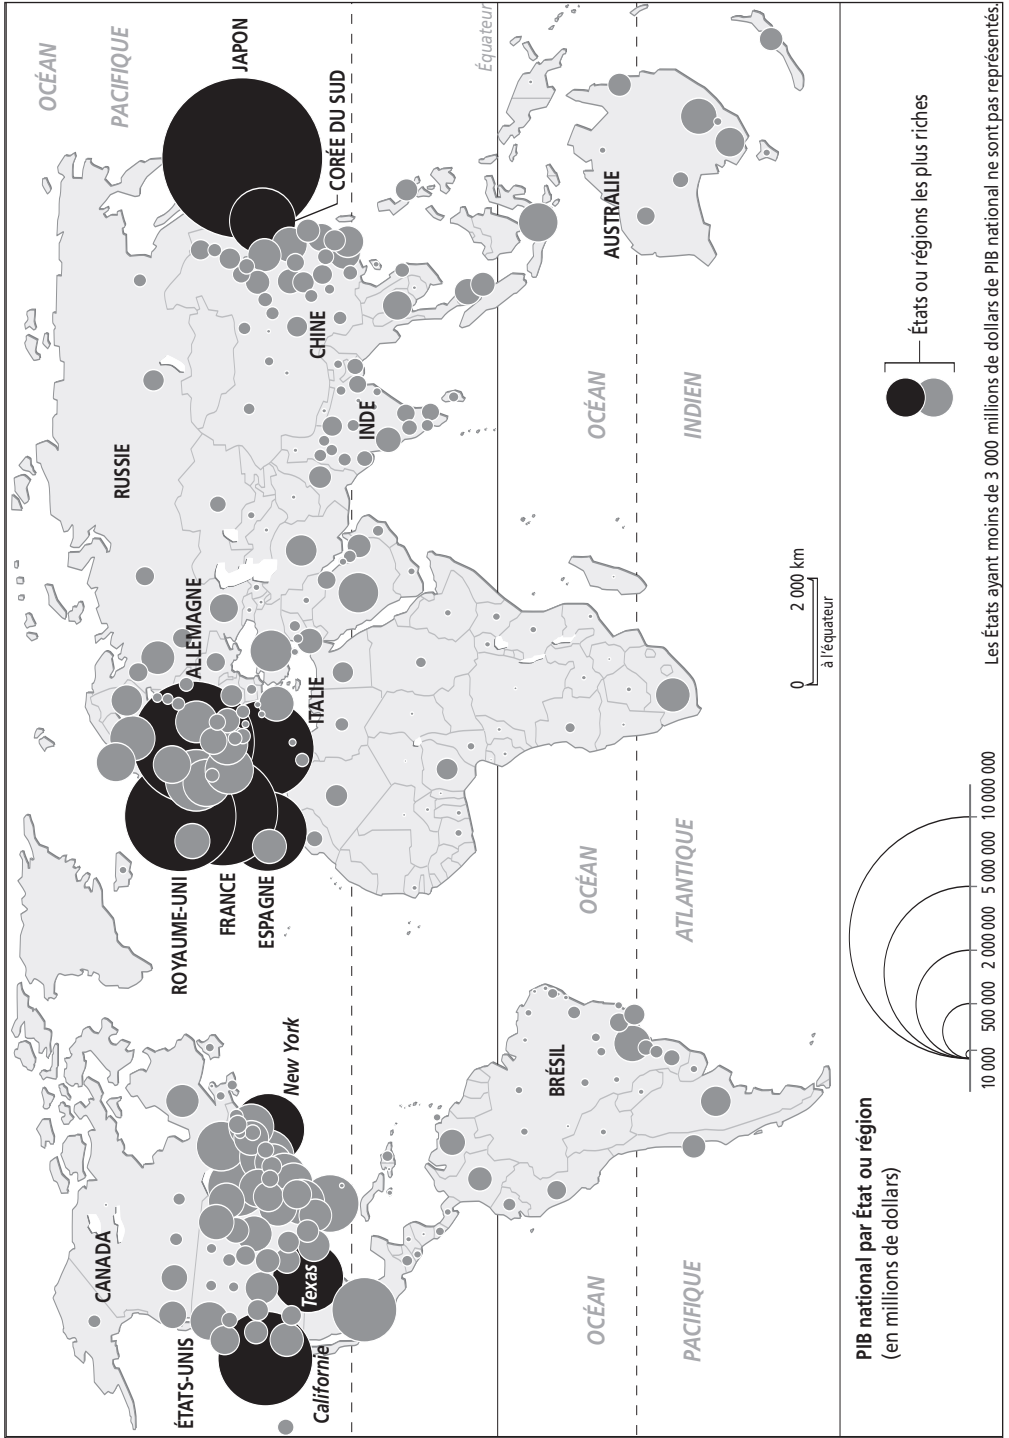 OCÉAN
PACIFIQUE
JAPON
CORÉE DU SUD
CHINE
INDE
RUSSIE
ALLEMAGNE
ITALIE
ROYAUME-UNI
FRANCE
ESPAGNE
CANADA
ÉTATS-UNIS
New York
Texas
Californie
BRÉSIL
AUSTRALIE
Équateur
OCÉAN
INDIEN
OCÉAN
ATLANTIQUE
OCÉAN
PACIFIQUE
0 2 000 km
à l'équateur
PIB national par État ou région
(en millions de dollars)
10 000 500 000 2 000 000 5 000 000 10 000 000
États ou régions les plus riches
Les États ayant moins de 3 000 millions de dollars de PIB national ne sont pas représentés.